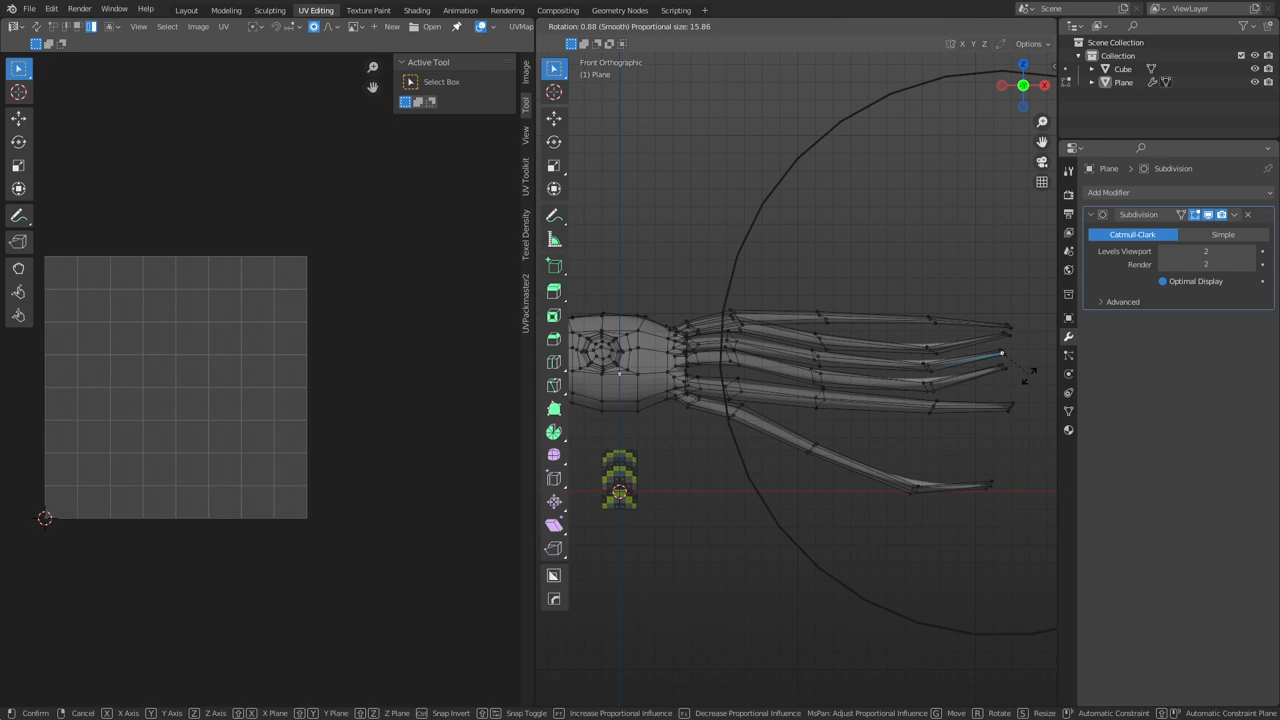 File Edit Render Window Help
Layout Modeling Sculpting UV Editing Texture Paint Shading Animation Rendering Compositing Geometry Nodes Scripting
Scene
ViewLayer
View Select Image UV
Open
UVMap
Rotation: 0.88 (Smooth) Proportional size: 15.86
X Y Z
Options
Front Orthographic
(1) Plane
Active Tool
Select Box
Image
Tool
View
UV Toolkit
Texel Density
UVPackmaster2
Z
X
Scene Collection
Collection
Cube
Plane
Plane
Subdivision
Add Modifier
Subdivision
Catmull-Clark
Simple
Levels Viewport
2
Render
2
Optimal Display
Advanced
Confirm Cancel X X Axis Y Y Axis Z Z Axis X X Plane Y Y Plane Z Z Plane Ctrl Snap Invert Snap Toggle Increase Proportional Influence Decrease Proportional Influence MsPan: Adjust Proportional Influence G Move R Rotate S Resize Automatic Constraint Automatic Constraint Plane